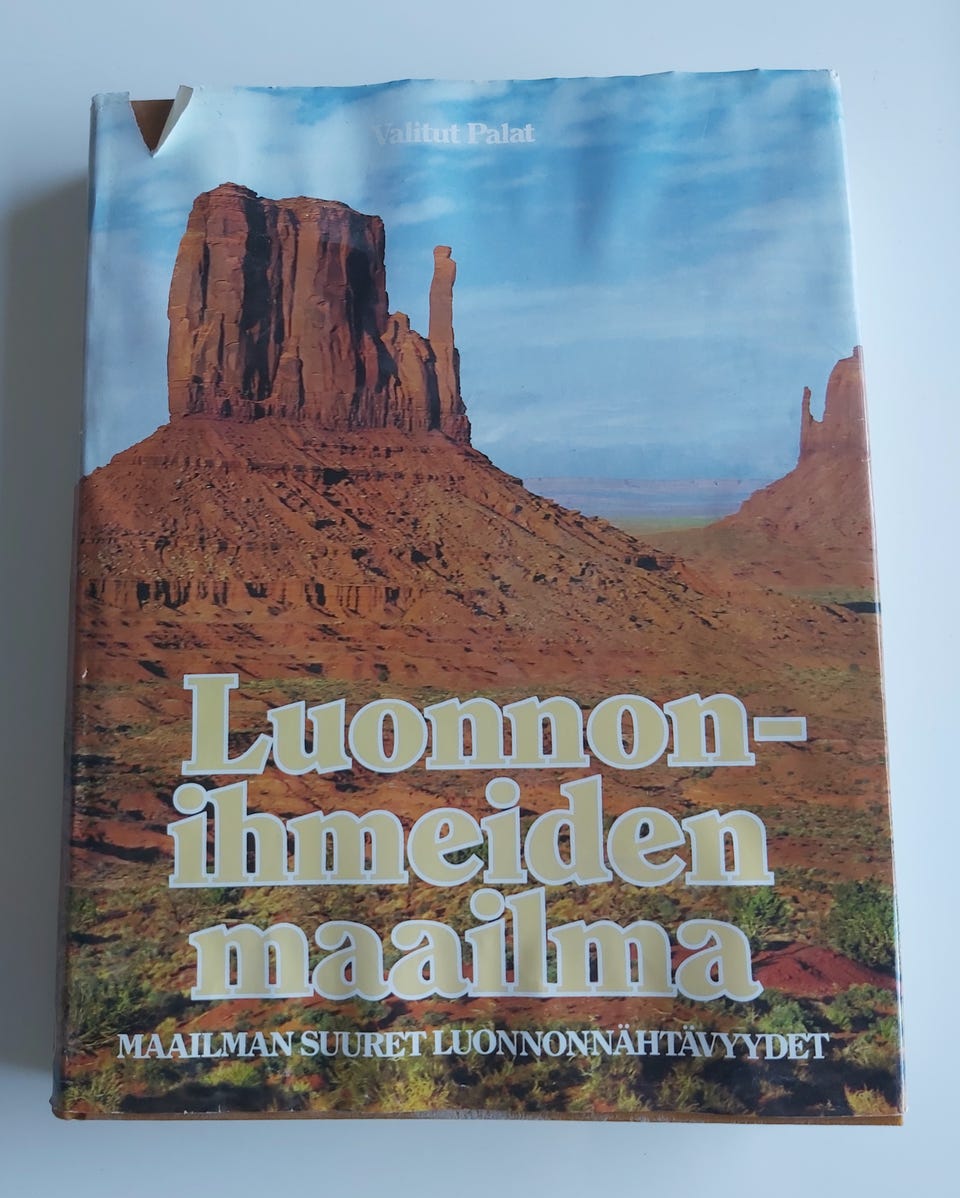 Valitut Palat
Luonnon-
ihmeiden
maailma
MAAILMAN SUURET LUONNONNÄHTÄVYYDET